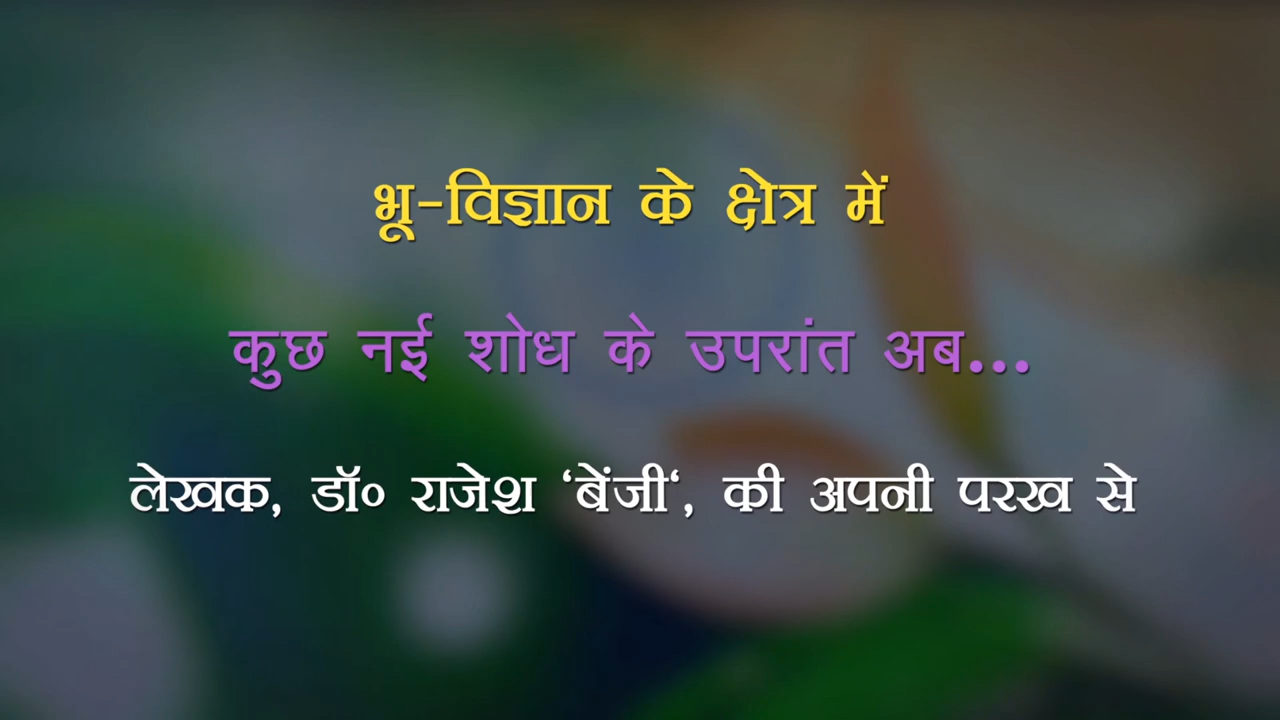 भू-विज्ञान के क्षेत्र में
कुछ नई शोध के उपरांत अब...
लेखक, डॉ० राजेश ‘बेंजी‘, की अपनी परख से